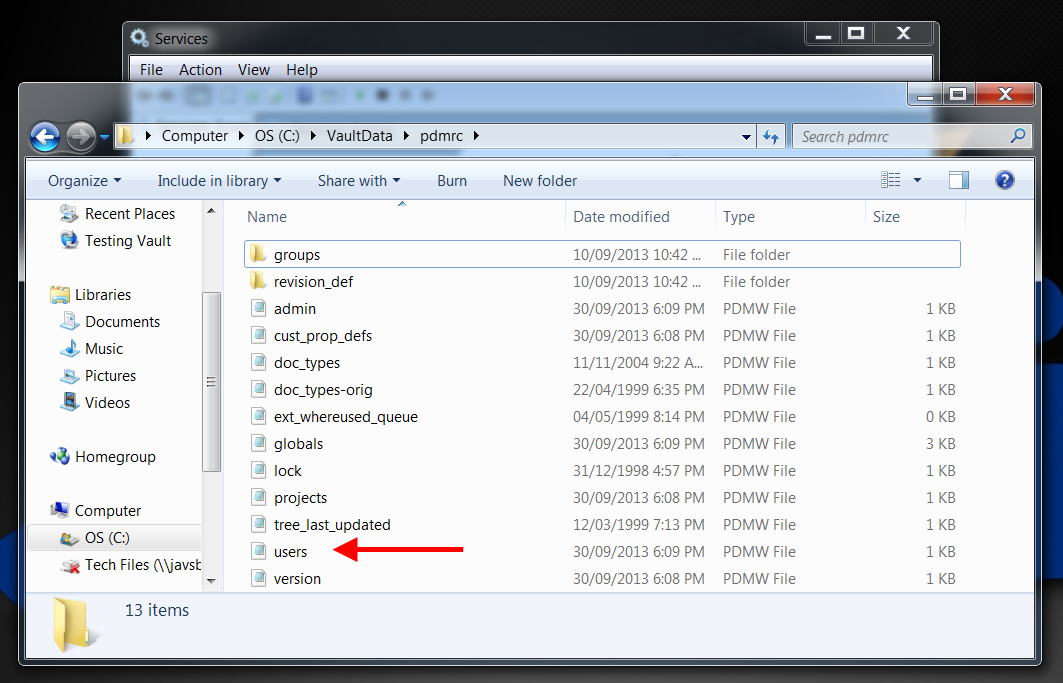 Services
File Action View Help
Computer OS (C:) VaultData pdmrc
Search pdmrc
Organize Include in library Share with Burn New folder
Recent Places
Testing Vault
Libraries
Documents
Music
Pictures
Videos
Homegroup
Computer
OS (C:)
Tech Files (\\javsb
Name Date modified Type Size
groups 10/09/2013 10:42 ... File folder
revision_def 10/09/2013 10:42 ... File folder
admin 30/09/2013 6:09 PM PDMW File 1 KB
cust_prop_defs 30/09/2013 6:08 PM PDMW File 1 KB
doc_types 11/11/2004 9:22 A... PDMW File 1 KB
doc_types-orig 22/04/1999 6:35 PM PDMW File 1 KB
ext_whereused_queue 04/05/1999 8:14 PM PDMW File 0 KB
globals 30/09/2013 6:09 PM PDMW File 3 KB
lock 31/12/1998 4:57 PM PDMW File 1 KB
projects 30/09/2013 6:08 PM PDMW File 1 KB
tree_last_updated 12/03/1999 7:13 PM PDMW File 1 KB
users 30/09/2013 6:09 PM PDMW File 1 KB
version 30/09/2013 6:08 PM PDMW File 1 KB
13 items